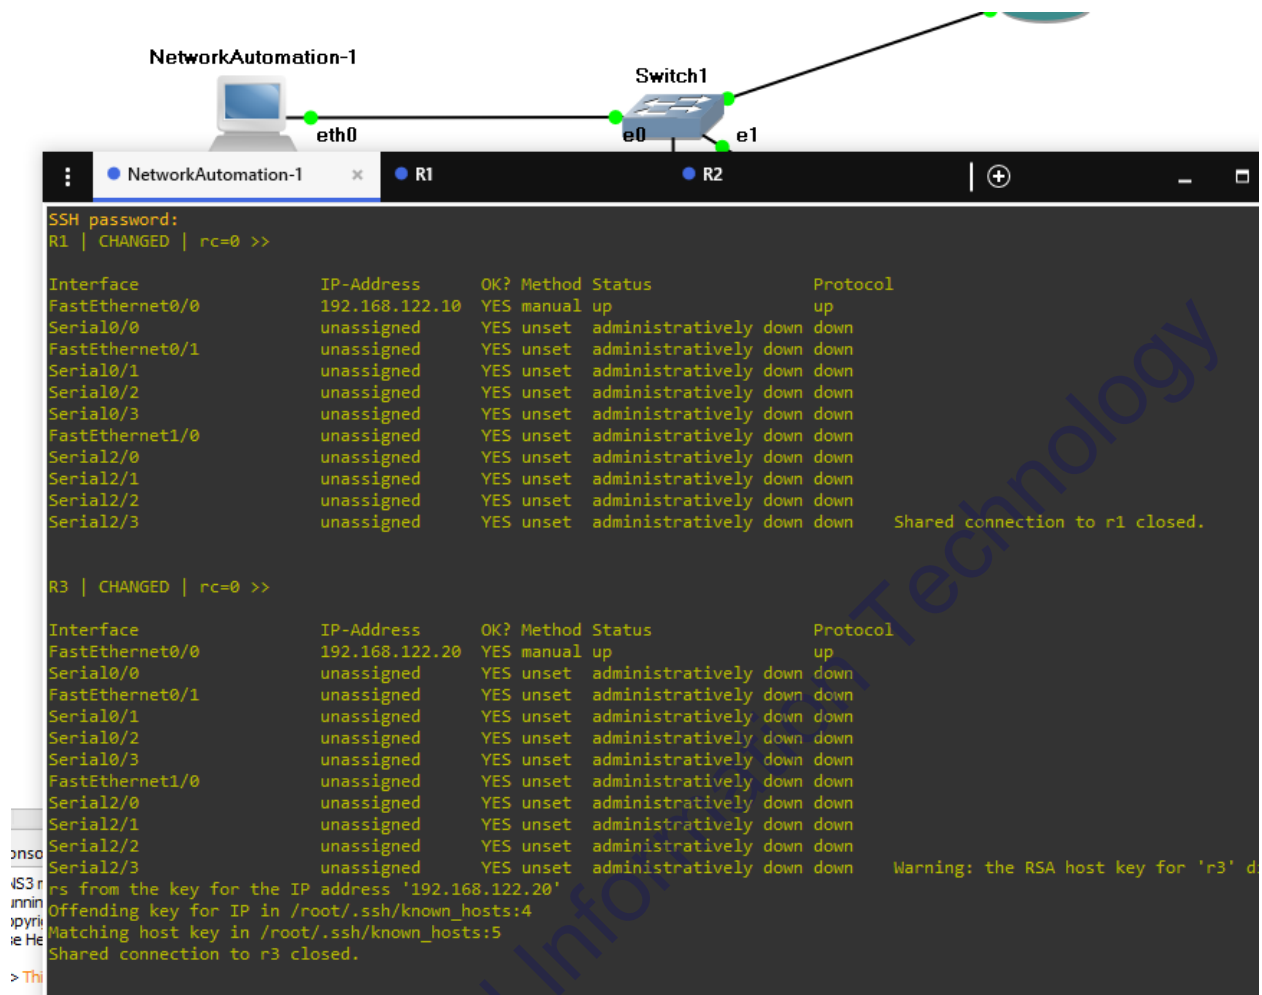 NetworkAutomation-1
Switch1
eth0
e0
e1
NetworkAutomation-1 ×
R1
R2
SSH password:
R1 | CHANGED | rc=0 >>
Interface IP-Address OK? Method Status Protocol
FastEthernet0/0 192.168.122.10 YES manual up up
Serial0/0 unassigned YES unset administratively down down
FastEthernet0/1 unassigned YES unset administratively down down
Serial0/1 unassigned YES unset administratively down down
Serial0/2 unassigned YES unset administratively down down
Serial0/3 unassigned YES unset administratively down down
FastEthernet1/0 unassigned YES unset administratively down down
Serial2/0 unassigned YES unset administratively down down
Serial2/1 unassigned YES unset administratively down down
Serial2/2 unassigned YES unset administratively down down
Serial2/3 unassigned YES unset administratively down down Shared connection to r1 closed.
R3 | CHANGED | rc=0 >>
Interface IP-Address OK? Method Status Protocol
FastEthernet0/0 192.168.122.20 YES manual up up
Serial0/0 unassigned YES unset administratively down down
FastEthernet0/1 unassigned YES unset administratively down down
Serial0/1 unassigned YES unset administratively down down
Serial0/2 unassigned YES unset administratively down down
Serial0/3 unassigned YES unset administratively down down
FastEthernet1/0 unassigned YES unset administratively down down
Serial2/0 unassigned YES unset administratively down down
Serial2/1 unassigned YES unset administratively down down
Serial2/2 unassigned YES unset administratively down down
Serial2/3 unassigned YES unset administratively down down Warning: the RSA host key for 'r3' d
rs from the key for the IP address '192.168.122.20'
Offending key for IP in /root/.ssh/known_hosts:4
Matching host key in /root/.ssh/known_hosts:5
Shared connection to r3 closed.
Information Technology